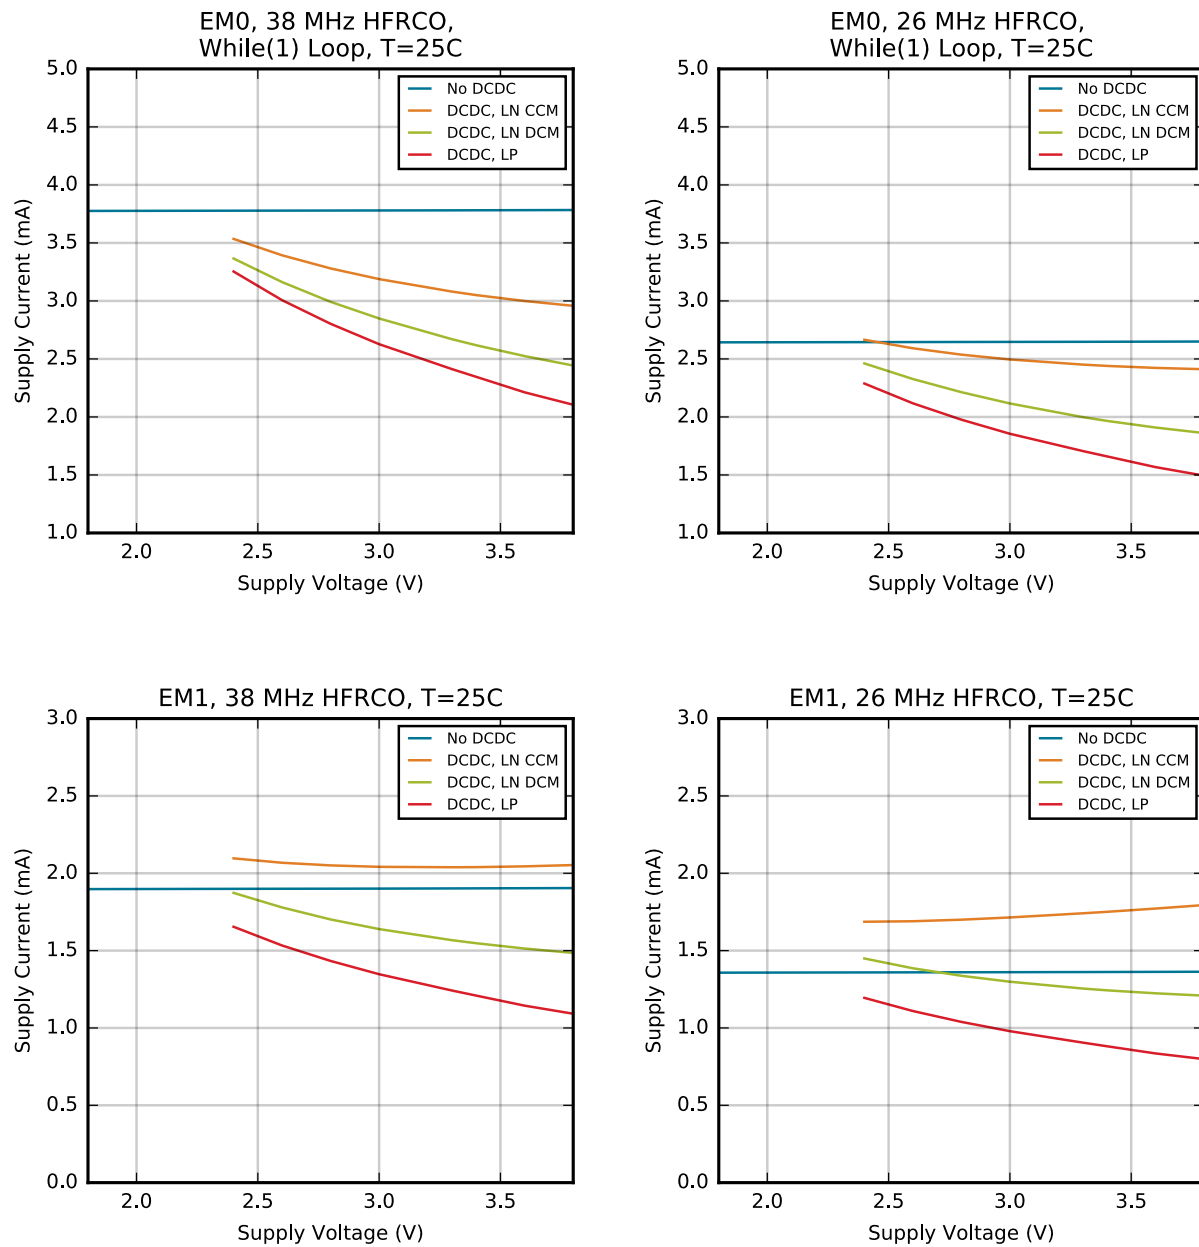 EM0, 38 MHz HFRCO,
While(1) Loop, T=25C
5.0
4.5
4.0
3.5
3.0
2.5
2.0
1.5
1.0
Supply Current (mA)
No DCDC
DCDC, LN CCM
DCDC, LN DCM
DCDC, LP
2.0 2.5 3.0 3.5
Supply Voltage (V)
EM0, 26 MHz HFRCO,
While(1) Loop, T=25C
5.0
4.5
4.0
3.5
3.0
2.5
2.0
1.5
1.0
Supply Current (mA)
No DCDC
DCDC, LN CCM
DCDC, LN DCM
DCDC, LP
2.0 2.5 3.0 3.5
Supply Voltage (V)
EM1, 38 MHz HFRCO, T=25C
3.0
2.5
2.0
1.5
1.0
0.5
0.0
Supply Current (mA)
No DCDC
DCDC, LN CCM
DCDC, LN DCM
DCDC, LP
2.0 2.5 3.0 3.5
Supply Voltage (V)
EM1, 26 MHz HFRCO, T=25C
3.0
2.5
2.0
1.5
1.0
0.5
0.0
Supply Current (mA)
No DCDC
DCDC, LN CCM
DCDC, LN DCM
DCDC, LP
2.0 2.5 3.0 3.5
Supply Voltage (V)